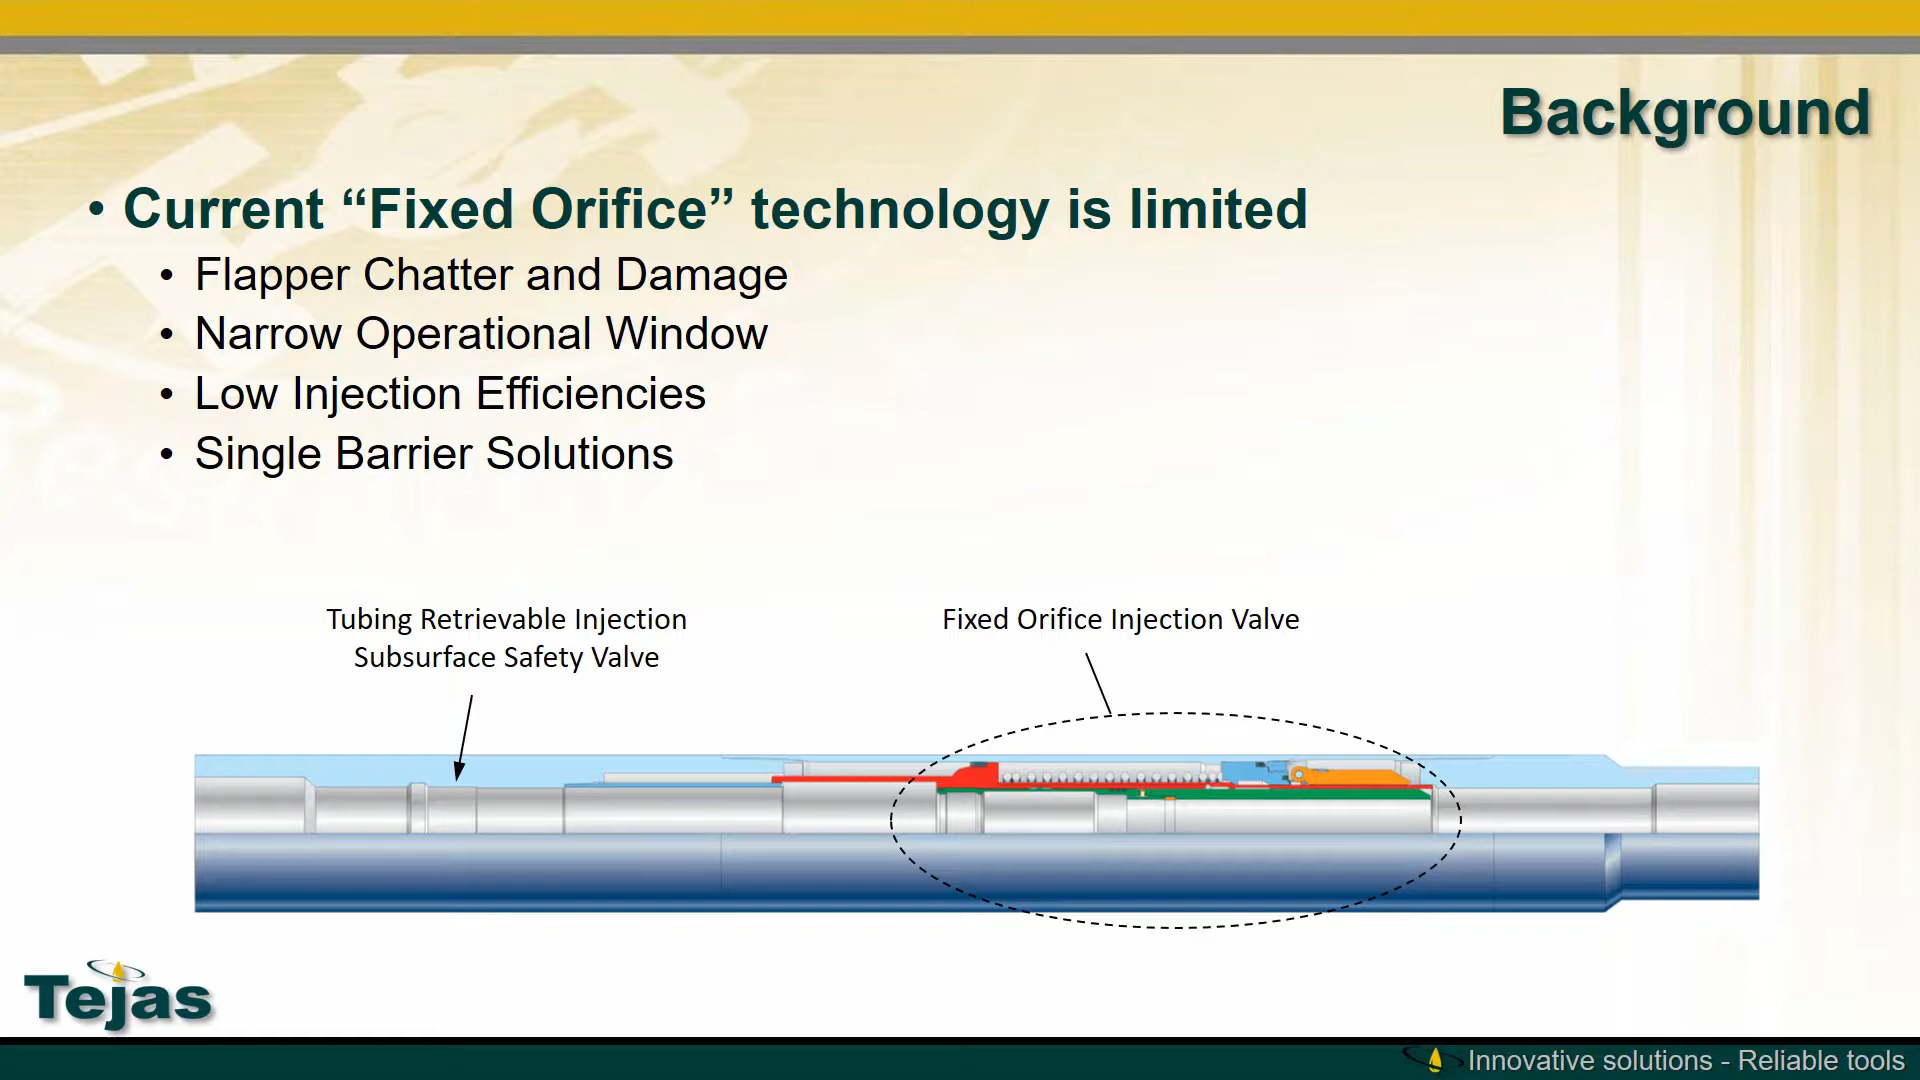 Background
• Current “Fixed Orifice” technology is limited
• Flapper Chatter and Damage
• Narrow Operational Window
• Low Injection Efficiencies
• Single Barrier Solutions
Tubing Retrievable Injection
Subsurface Safety Valve
Fixed Orifice Injection Valve
Tejas
Innovative solutions - Reliable tools